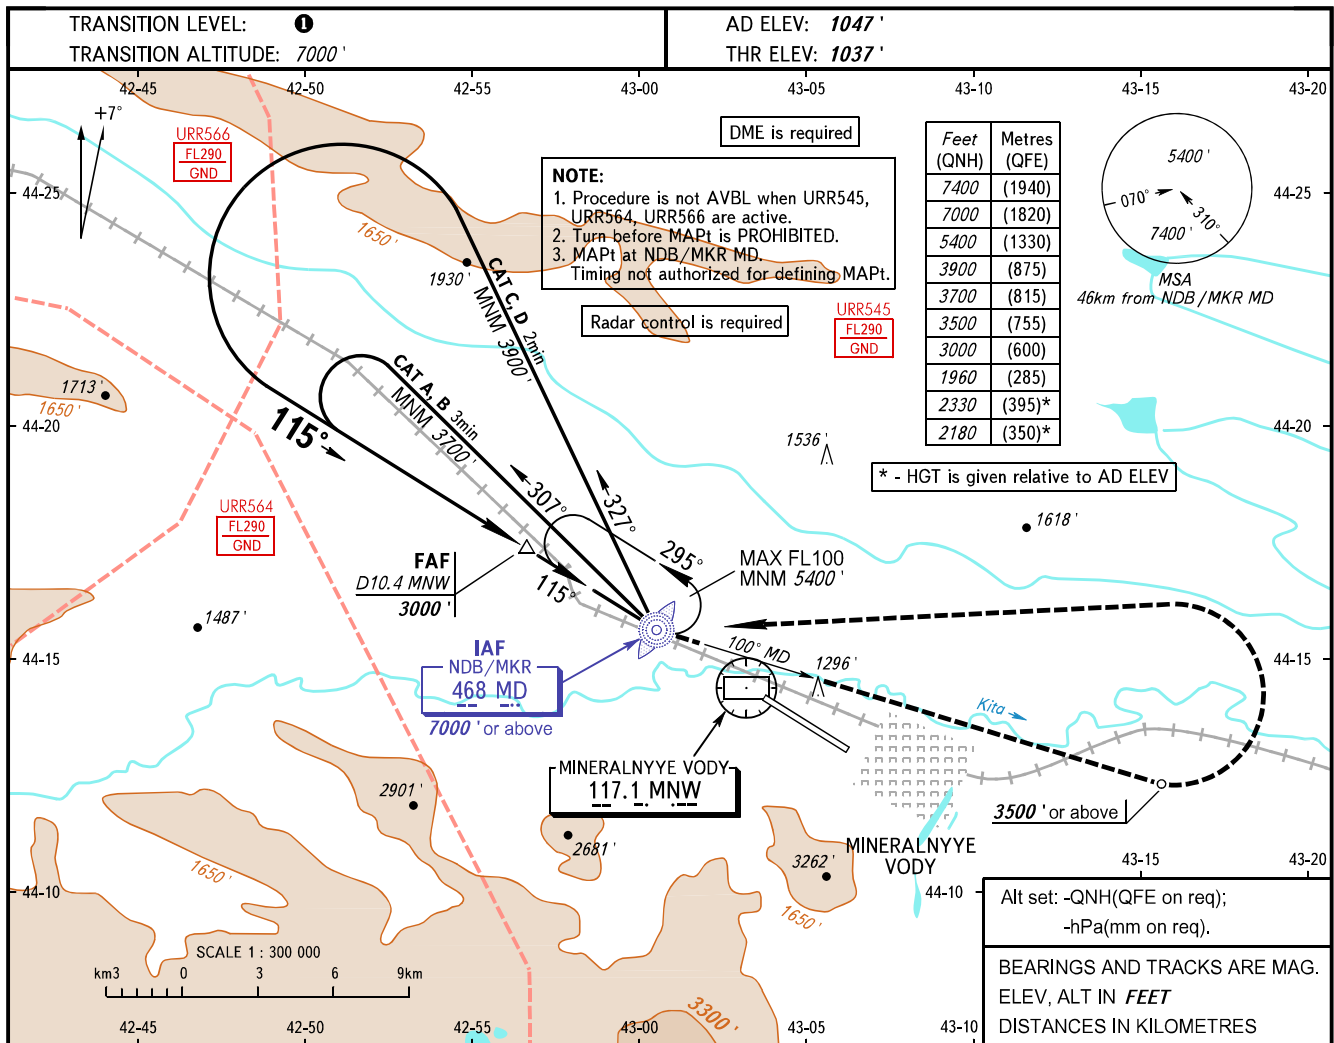 TRANSITION LEVEL: ❶
TRANSITION ALTITUDE: 7000 '
AD ELEV: 1047 '
THR ELEV: 1037 '
42-45 42-50 42-55 43-00 43-05 43-10 43-15 43-20
+7°
URR566
FL290
GND
DME is required
NOTE:
1. Procedure is not AVBL when URR545,
URR564, URR566 are active.
2. Turn before MAPt is PROHIBITED.
3. MAPt at NDB/MKR MD.
Timing not authorized for defining MAPt.
Radar control is required
Feet Metres
(QNH) (QFE)
7400 (1940)
7000 (1820)
5400 (1330)
3900 (875)
3700 (815)
3500 (755)
3000 (600)
1960 (285)
2330 (395)*
2180 (350)*
* - HGT is given relative to AD ELEV
5400 '
070°
310°
7400 '
MSA
46km from NDB/MKR MD
44-25 44-25
1650 '
1930 '
CAT C, D 2min
MNM 3900 '
URR545
FL290
GND
CAT A, B 3min
MNM 3700 '
1713 '
1650 '
115°
44-20 44-20
1536 '
307°
327°
URR564
FL290
GND
1618 '
FAF
D10.4 MNW
3000 '
115°
295°
MAX FL100
MNM 5400 '
1487 '
IAF
NDB/MKR
468 MD
7000 ' or above
100° MD
1296 '
44-15 44-15
Kita
MINERALNYYE VODY
117.1 MNW
3500 ' or above
2901 '
2681 '
3262 '
1650 '
MINERALNYYE
VODY
43-15 43-20
44-10 44-10
1650 '
Alt set: -QNH(QFE on req);
-hPa(mm on req).
SCALE 1 : 300 000
km3 0 3 6 9km
3300 '
BEARINGS AND TRACKS ARE MAG.
ELEV, ALT IN FEET
DISTANCES IN KILOMETRES
42-45 42-50 42-55 43-00 43-05 43-10